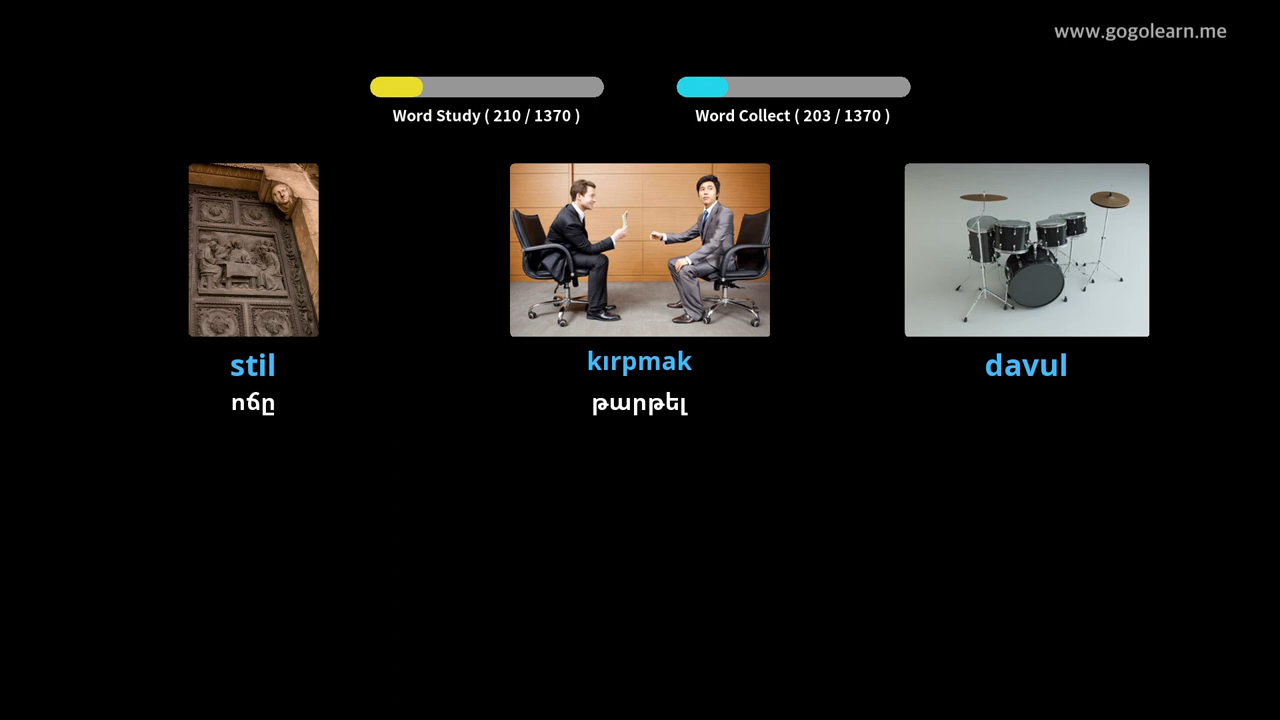 www.gogolearn.me
Word Study ( 210 / 1370 )
Word Collect ( 203 / 1370 )
stil
ոճը
kırpmak
թարթել
davul